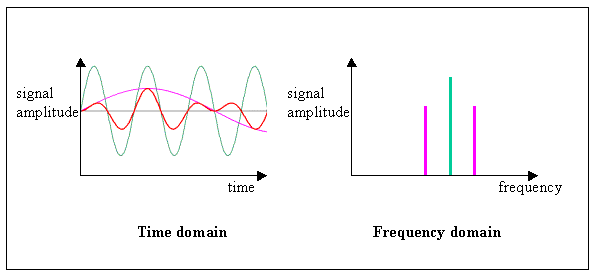 signal
amplitude
time
Time domain
signal
amplitude
frequency
Frequency domain